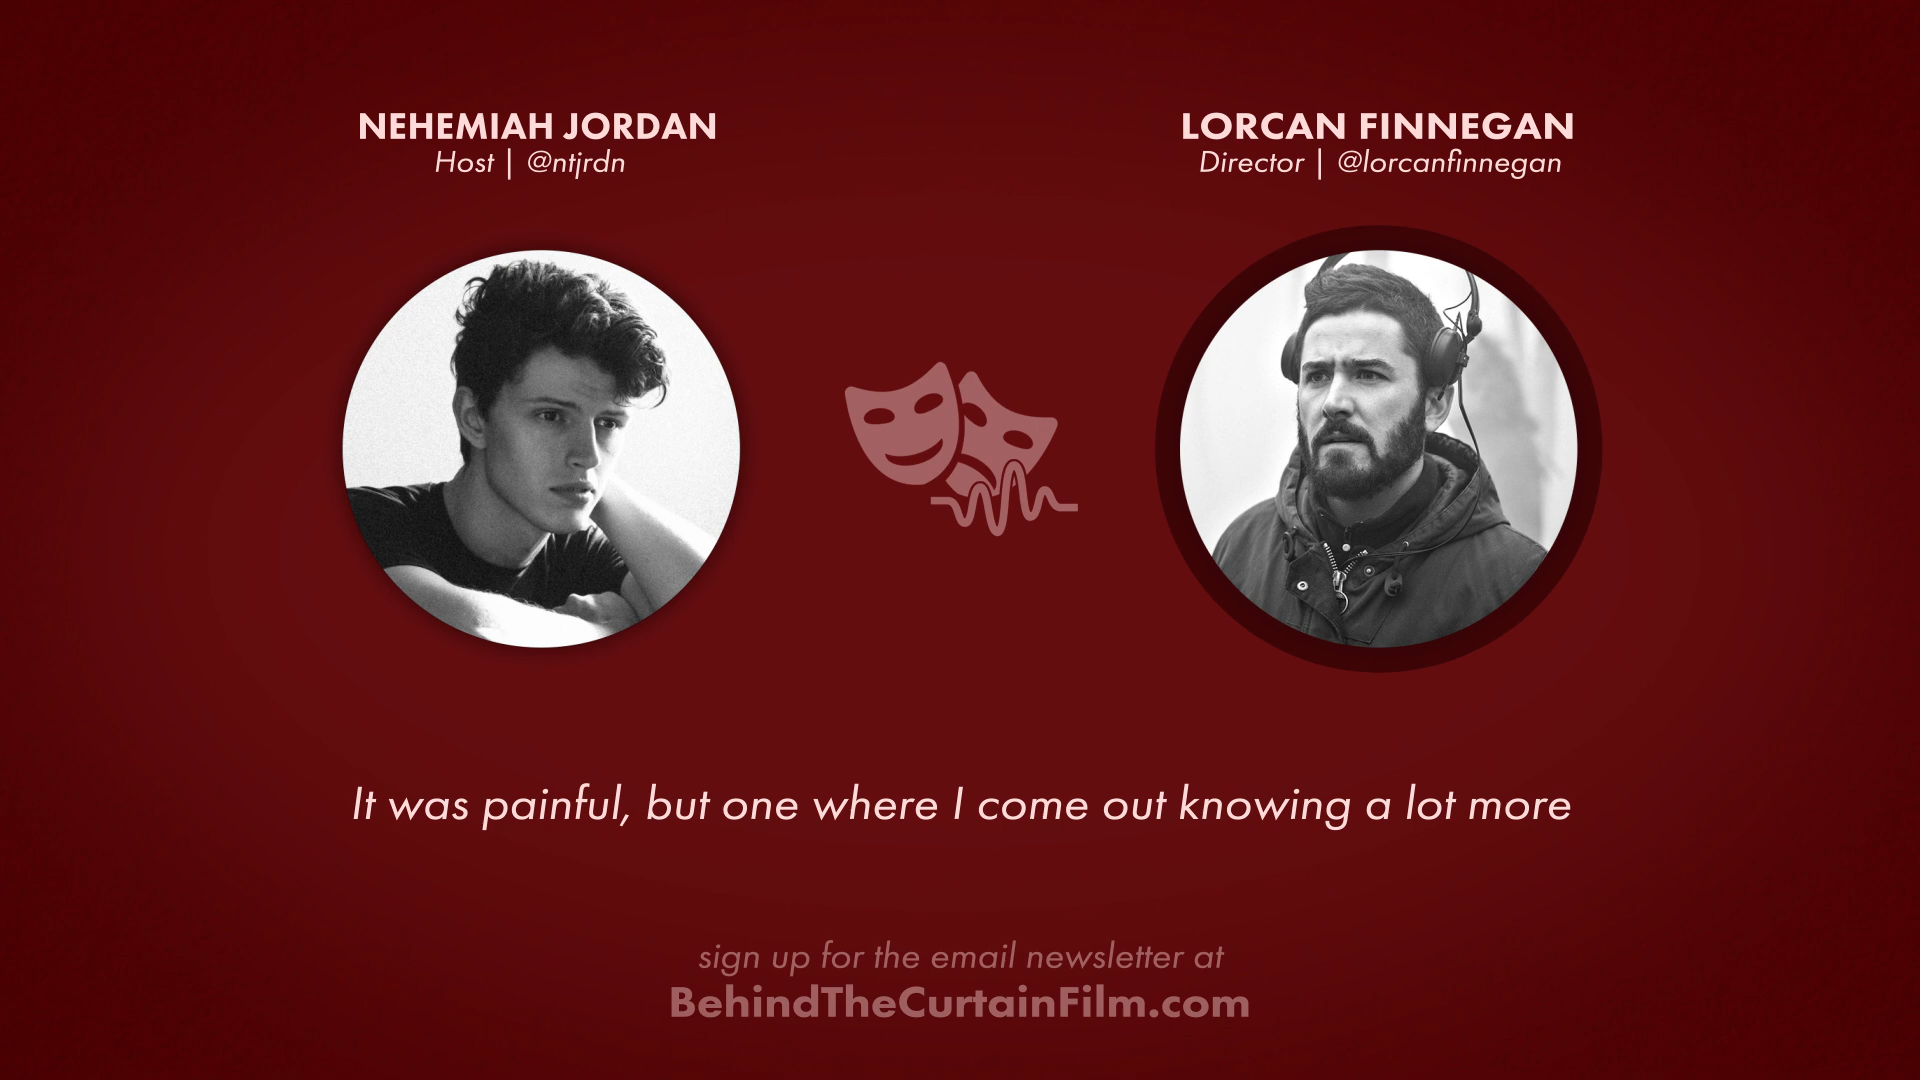 NEHEMIAH JORDAN
Host | @ntjrdn
LORCAN FINNEGAN
Director | @lorcanfinnegan
It was painful, but one where I come out knowing a lot more
sign up for the email newsletter at
BehindTheCurtainFilm.com